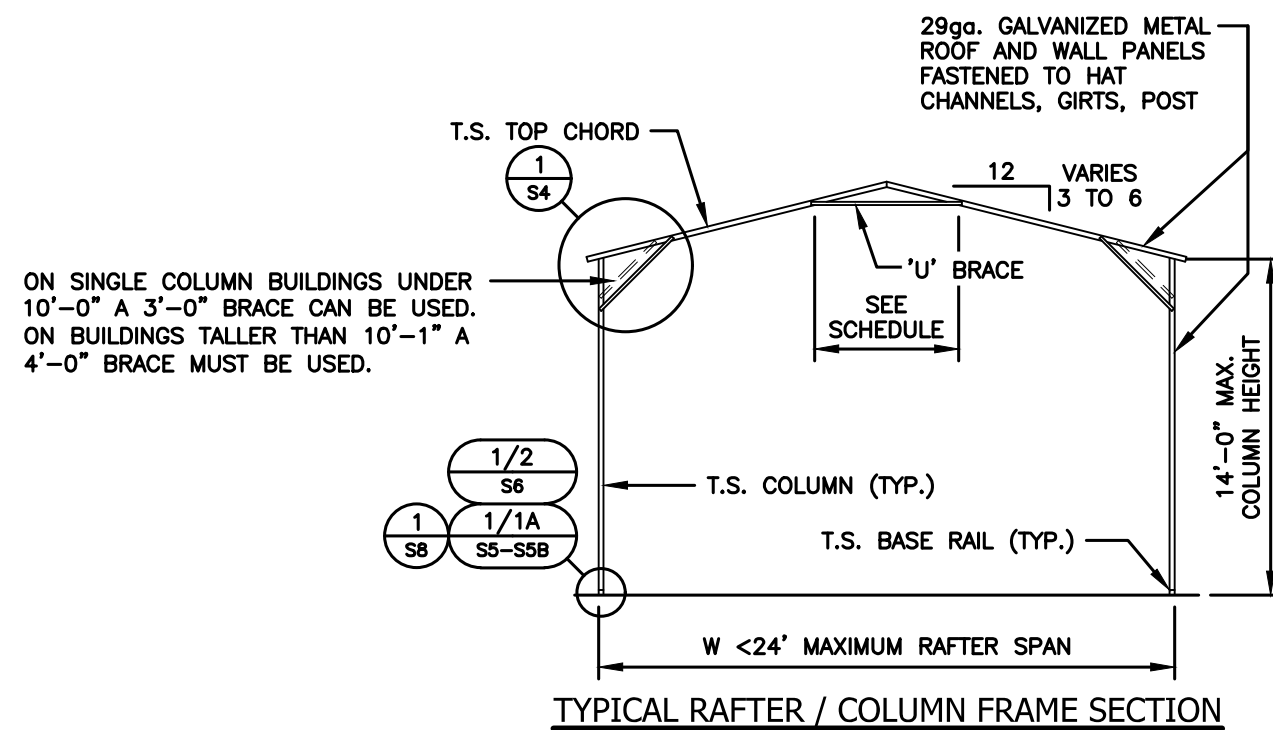 29ga. GALVANIZED METAL
ROOF AND WALL PANELS
FASTENED TO HAT
CHANNELS, GIRTS, POST
T.S. TOP CHORD
1
S4
12
VARIES
3 TO 6
ON SINGLE COLUMN BUILDINGS UNDER
10'-0" A 3'-0" BRACE CAN BE USED.
ON BUILDINGS TALLER THAN 10'-1" A
4'-0" BRACE MUST BE USED.
'U' BRACE
SEE
SCHEDULE
14'-0" MAX.
COLUMN HEIGHT
1/2
S6
T.S. COLUMN (TYP.)
1
S8
1/1A
S5-S5B
T.S. BASE RAIL (TYP.)
W <24' MAXIMUM RAFTER SPAN
TYPICAL RAFTER / COLUMN FRAME SECTION